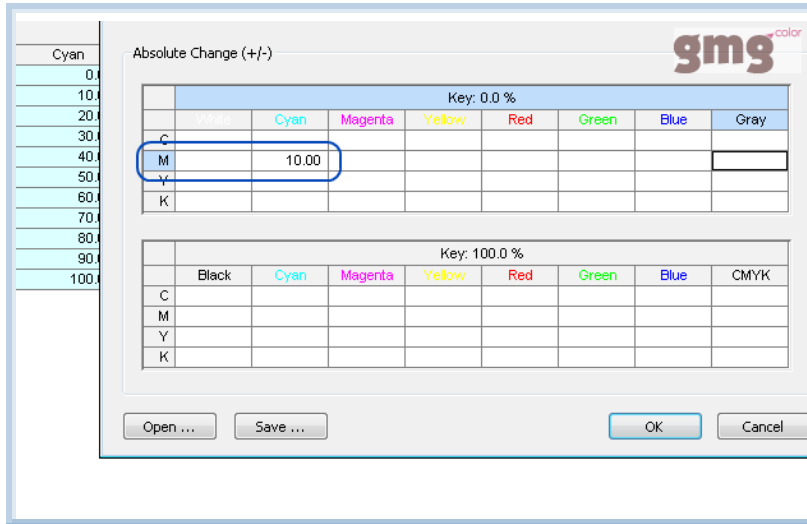 gmg color
Cyan
0.
10.
20.
30.
40.
50.
60.
70.
80.
90.
100.
Absolute Change (+/-)
Key: 0.0 %
White Cyan Magenta Yellow Red Green Blue Gray
C
M 10.00
Y
K
Key: 100.0 %
Black Cyan Magenta Yellow Red Green Blue CMYK
C
M
Y
K
Open ... Save ... OK Cancel